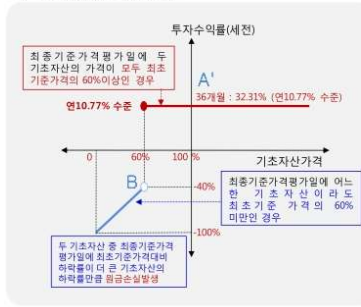 투자수익률(세전)
최종기준가격평가일에 두
기초자산의 가격이 모두 최초
기준가격의 60%이상인 경우
A'
36개월 : 32.31% (연10.77% 수준)
연10.77% 수준
0 60% 100 %
기초자산가격
B
-40%
최종기준가격평가일에 어느
한 기초자산이라도
최초기준 가격의 60%
미만인 경우
-100%
두 기초자산 중 최종기준가격
평가일에 최초기준가격대비
하락률이 더 큰 기초자산의
하락률만큼 원금손실발생